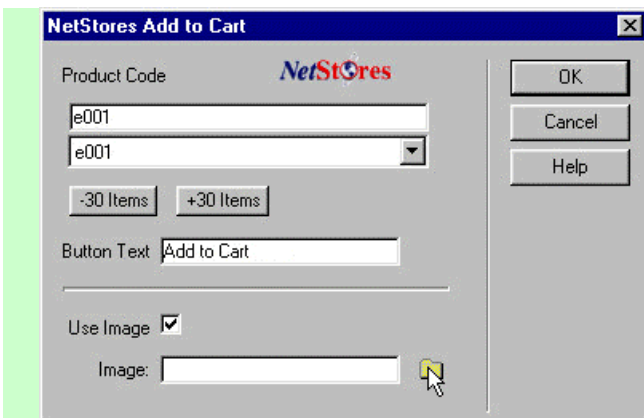 NetStores Add to Cart
Product Code
NetStores
OK
e001
Cancel
e001
Help
-30 Items
+30 Items
Button Text Add to Cart
Use Image
Image: